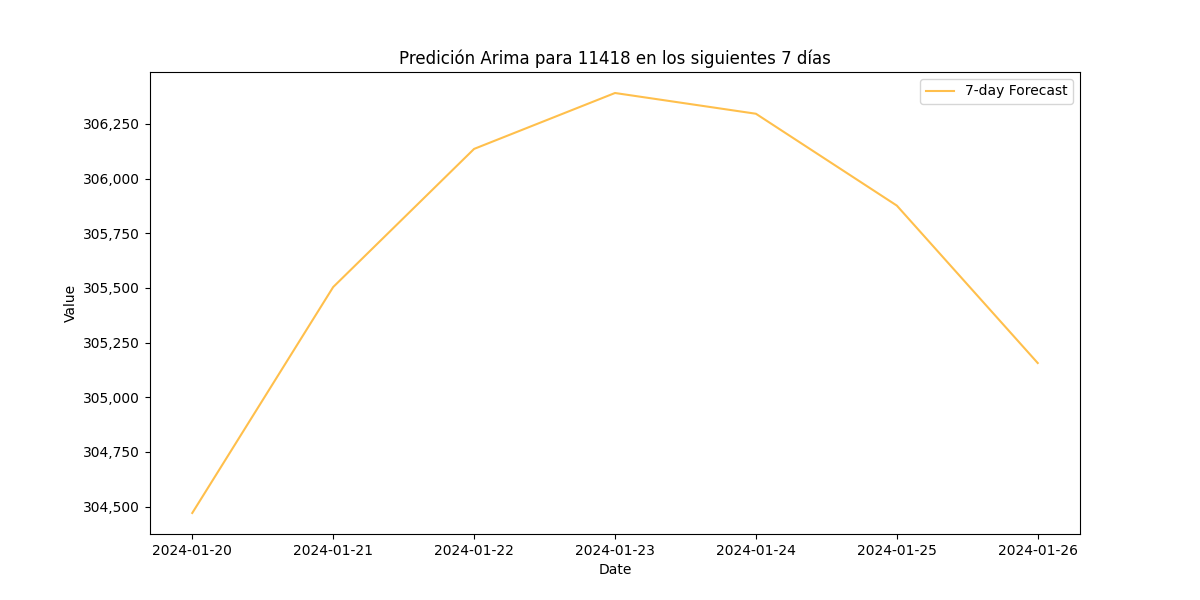 Predición Arima para 11418 en los siguientes 7 días
7-day Forecast
Value
306,250
306,000
305,750
305,500
305,250
305,000
304,750
304,500
2024-01-20 2024-01-21 2024-01-22 2024-01-23 2024-01-24 2024-01-25 2024-01-26
Date